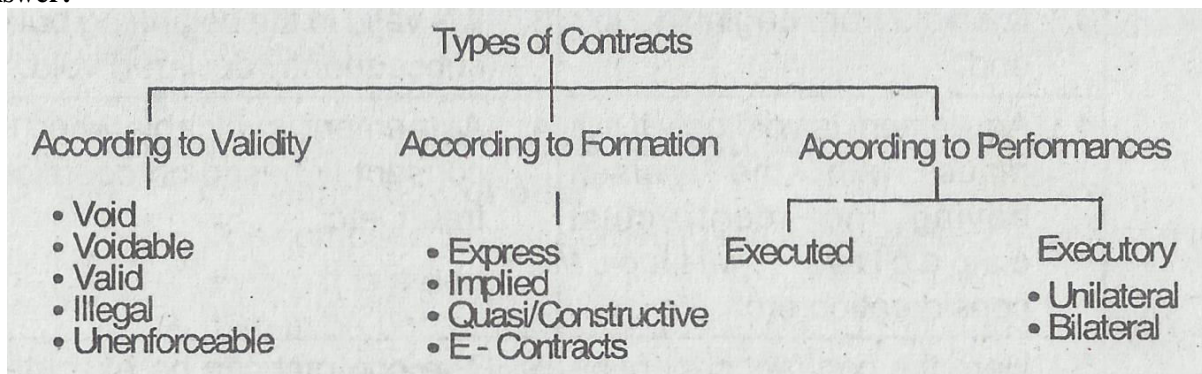 Types of Contracts
According to Validity
According to Formation
According to Performances
• Void
• Voidable
• Valid
• Illegal
• Unenforceable
• Express
• Implied
• Quasi/Constructive
• E - Contracts
Executed
Executory
• Unilateral
• Bilateral